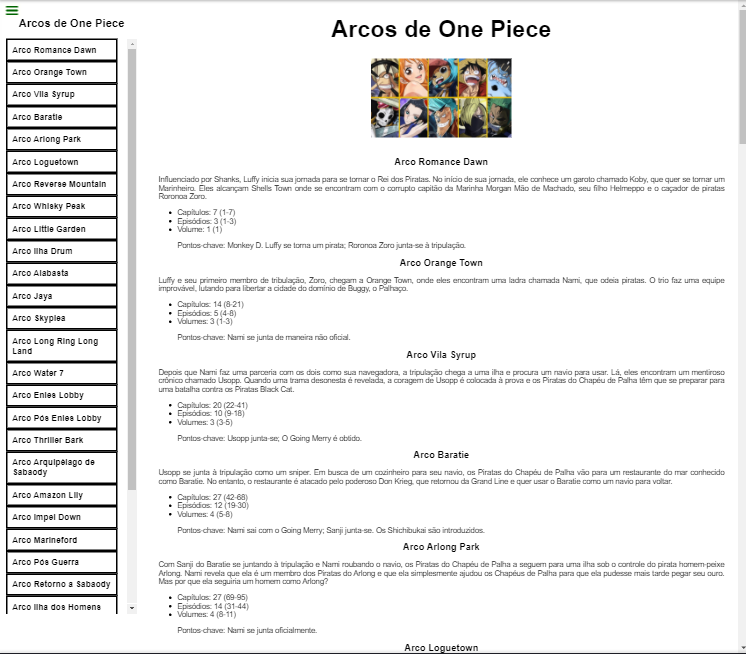 Arcos de One Piece
Arco Romance Dawn
Arco Orange Town
Arco Vila Syrup
Arco Baratie
Arco Arlong Park
Arco Loguetown
Arco Reverse Mountain
Arco Whisky Peak
Arco Little Garden
Arco Ilha Drum
Arco Alabasta
Arco Jaya
Arco Skypiea
Arco Long Ring Long
Land
Arco Water 7
Arco Enies Lobby
Arco Pós Enies Lobby
Arco Thriller Bark
Arco Arquipélago de
Sabaody
Arco Amazon Lily
Arco Impel Down
Arco Marineford
Arco Pós Guerra
Arco Retorno a Sabaody
Arco Ilha dos Homens
Arcos de One Piece
Arco Romance Dawn
Influenciado por Shanks, Luffy inicia sua jornada para se tornar o Rei dos Piratas. No início de sua jornada, ele conhece um garoto chamado Koby, que quer se tornar um
Marinheiro. Eles alcançam Shells Town onde se encontram com o corrupto capitão da Marinha Morgan Mão de Machado, seu filho Helmeppo e o caçador de piratas
Roronoa Zoro.
Capítulos: 7 (1-7)
Episódios: 3 (1-3)
Volume: 1 (1)
Pontos-chave: Monkey D. Luffy se torna um pirata; Roronoa Zoro junta-se à tripulação.
Arco Orange Town
Luffy e seu primeiro membro de tribulação, Zoro, chegam a Orange Town, onde eles encontram uma ladra chamada Nami, que odeia piratas. O trio faz uma equipe
improvável, lutando para libertar a cidade do domínio de Buggy, o Palhaço.
Capítulos: 14 (8-21)
Episódios: 5 (4-8)
Volumes: 3 (1-3)
Pontos-chave: Nami se junta de maneira não oficial.
Arco Vila Syrup
Depois que Nami faz uma parceria com os dois como sua navegadora, a tripulação chega a uma ilha e procura um navio para usar. Lá, eles encontram um mentiroso
crônico chamado Usopp. Quando uma trama desonesta é revelada, a coragem de Usopp é colocada à prova e os Piratas do Chapéu de Palha têm que se preparar para
uma batalha contra os Piratas Black Cat.
Capítulos: 20 (22-41)
Episódios: 10 (9-18)
Volumes: 3 (3-5)
Pontos-chave: Usopp junta-se; O Going Merry é obtido.
Arco Baratie
Usopp se junta à tripulação como um sniper. Em busca de um cozinheiro para seu navio, os Piratas do Chapéu de Palha vão para um restaurante do mar conhecido
como Baratie. No entanto, o restaurante é atacado pelo poderoso Don Krieg, que retornou da Grand Line e quer usar o Baratie como um navio para voltar.
Capítulos: 27 (42-68)
Episódios: 12 (19-30)
Volumes: 4 (5-8)
Pontos-chave: Nami sai com o Going Merry; Sanji junta-se. Os Shichibukai são introduzidos.
Arco Arlong Park
Com Sanji do Baratie se juntando à tripulação e Nami roubando o navio, os Piratas do Chapéu de Palha a seguem para uma ilha sob o controle do pirata homem-peixe
Arlong. Nami revela que ela é um membro dos Piratas do Arlong e que ela simplesmente ajudou os Chapéus de Palha para que ela pudesse mais tarde pegar seu ouro.
Mas por que ela seguiria um homem como Arlong?
Capítulos: 27 (69-95)
Episódios: 14 (31-44)
Volumes: 4 (8-11)
Pontos-chave: Nami se junta oficialmente.
Arco Loguetown